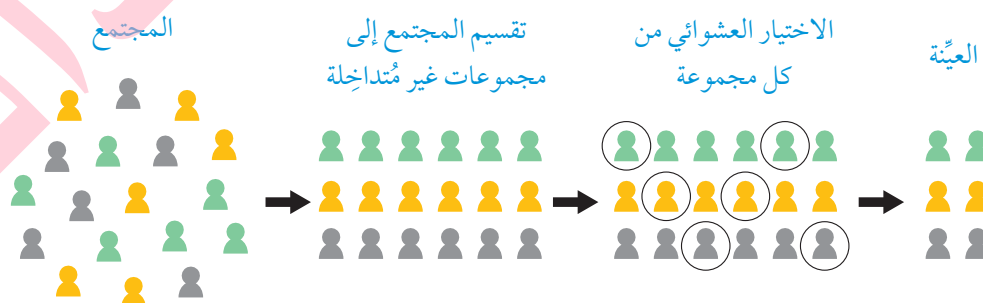 المجتمع
تقسيم المجتمع إلى
مجموعات غير مُتداخِلة
الاختيار العشوائي من
كل مجموعة
العيِّنة